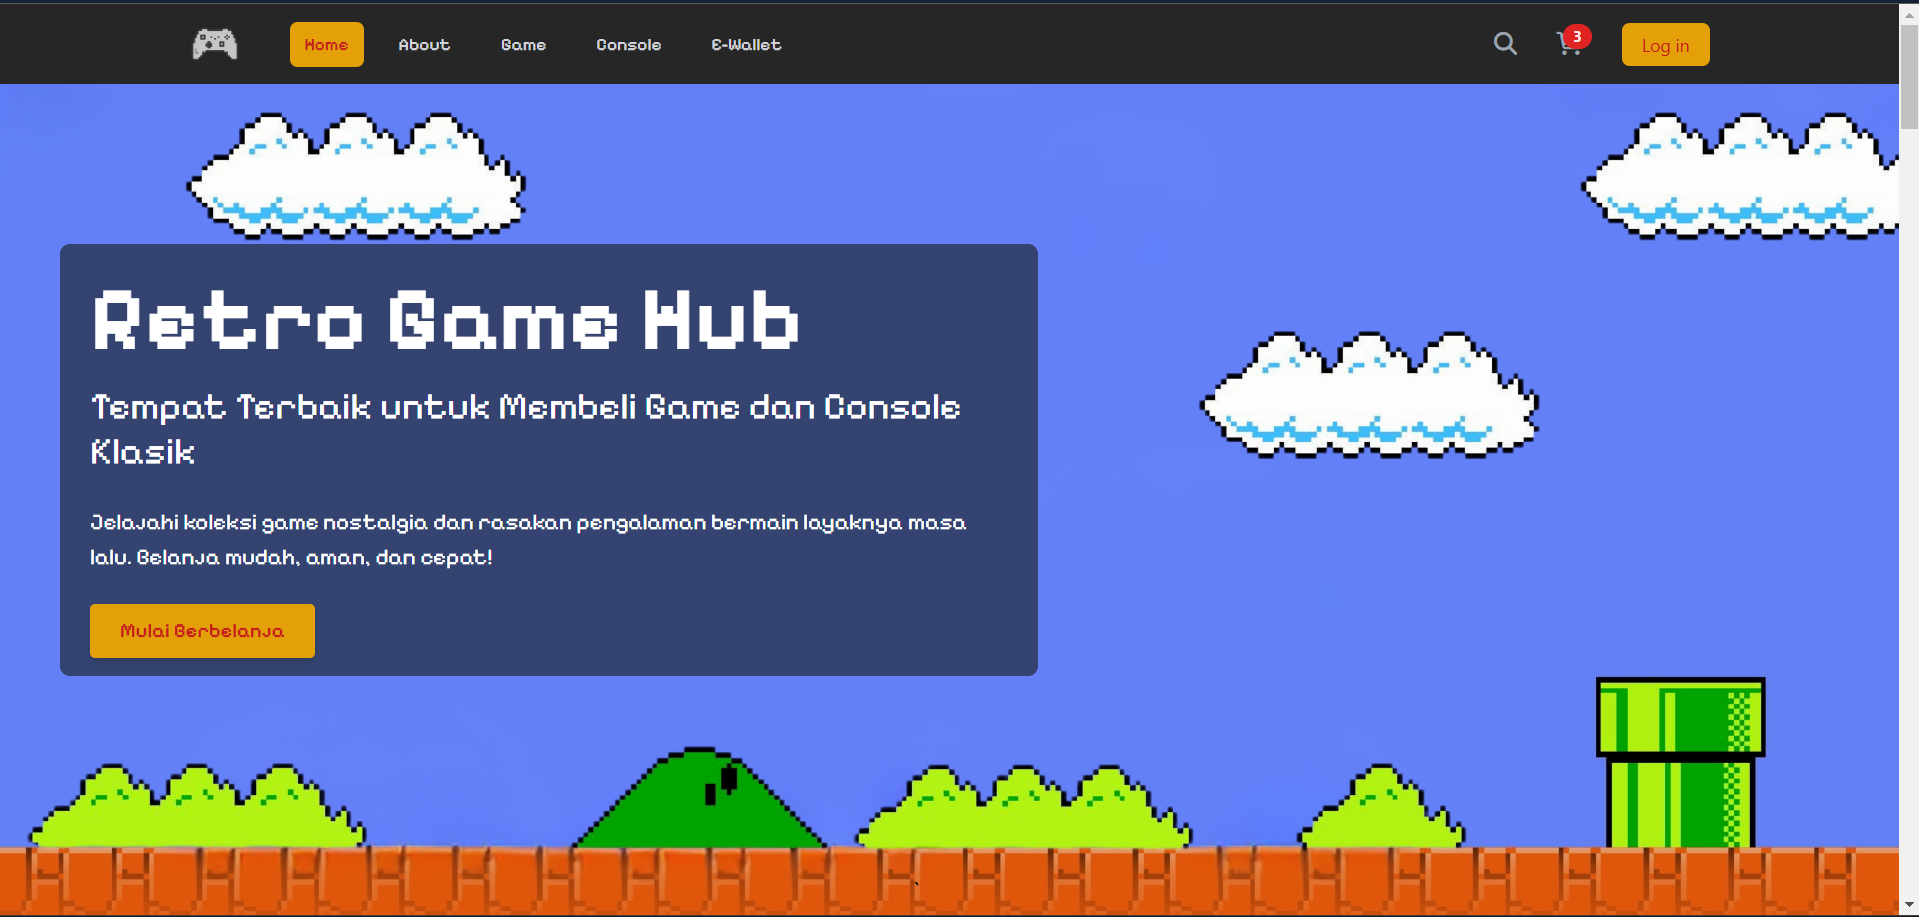 Home
About
Game
Console
E-Wallet
3
Log in
Retro Game Hub
Tempat Terbaik untuk Membeli Game dan Console
Klasik
Jelajahi koleksi game nostalgia dan rasakan pengalaman bermain layaknya masa
lalu. Belanja mudah, aman, dan cepat!
Mulai Berbelanja